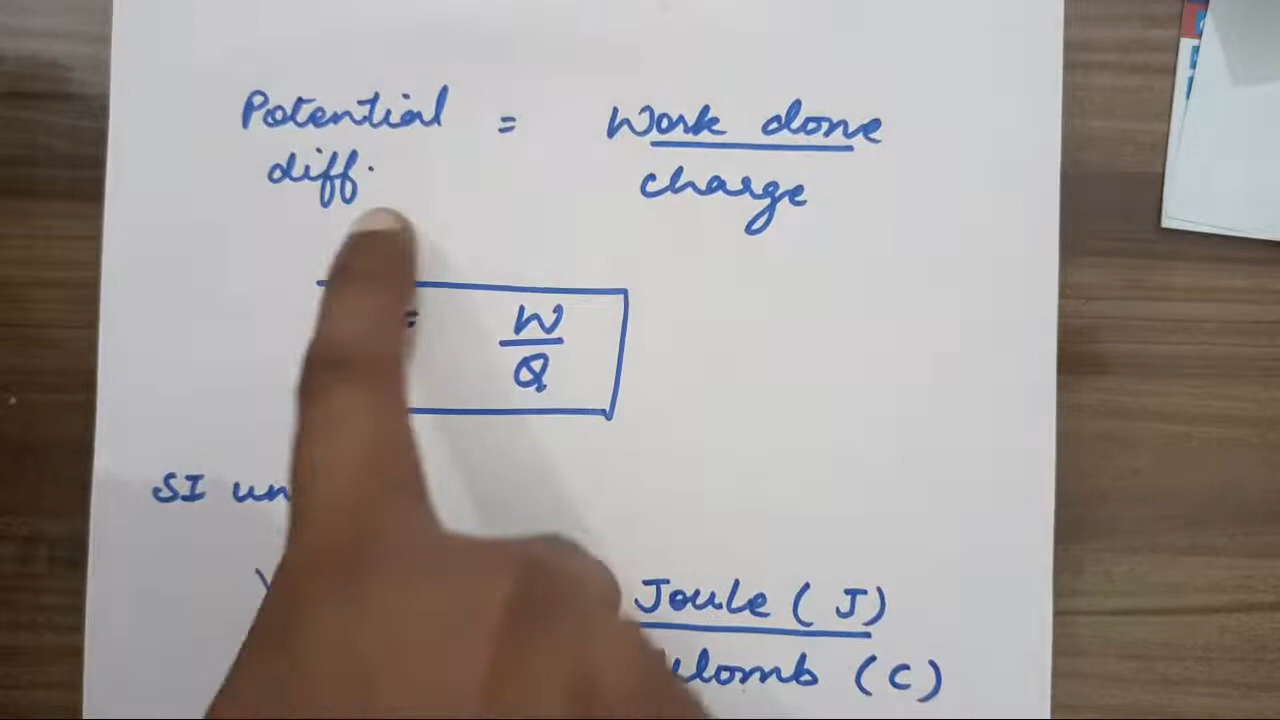 Potential = Work done
diff. charge
= W
Q
SI un
Joule ( J )
lomb ( C )